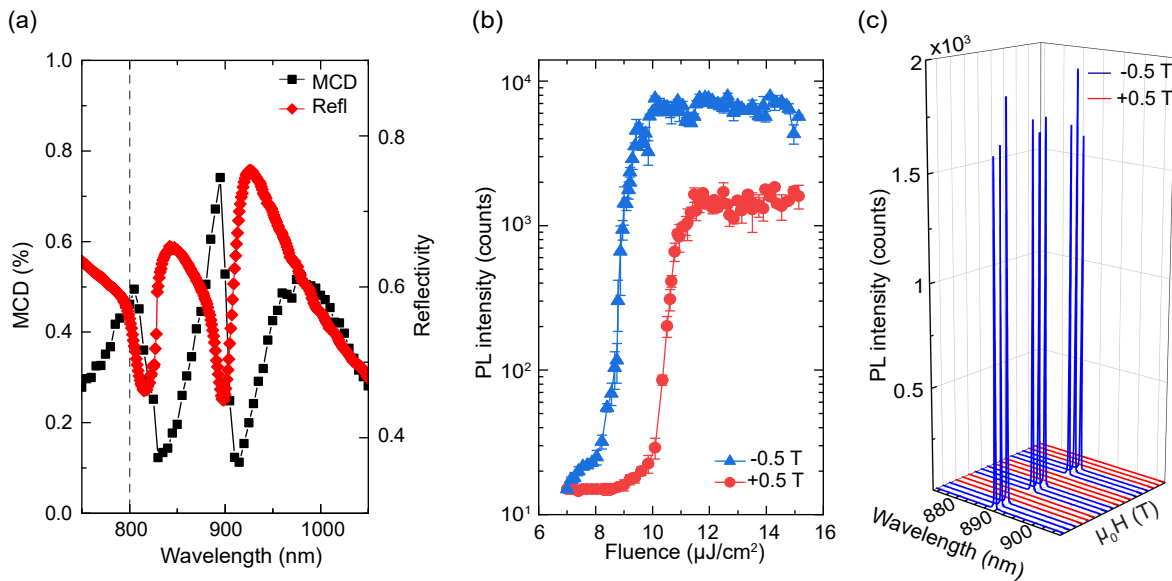 (a)
MCD
Refl
1.0
0.8
0.6
0.4
0.2
0.0
MCD (%)
0.8
0.6
0.4
Reflectivity
800
900
1000
Wavelength (nm)
(b)
10⁴
10³
10²
10¹
PL intensity (counts)
-0.5 T
+0.5 T
6
8
10
12
14
16
Fluence (µJ/cm²)
(c)
x10³
2
1.5
1
0.5
PL intensity (counts)
-0.5 T
+0.5 T
880
890
900
Wavelength (nm)
µ₀H (T)